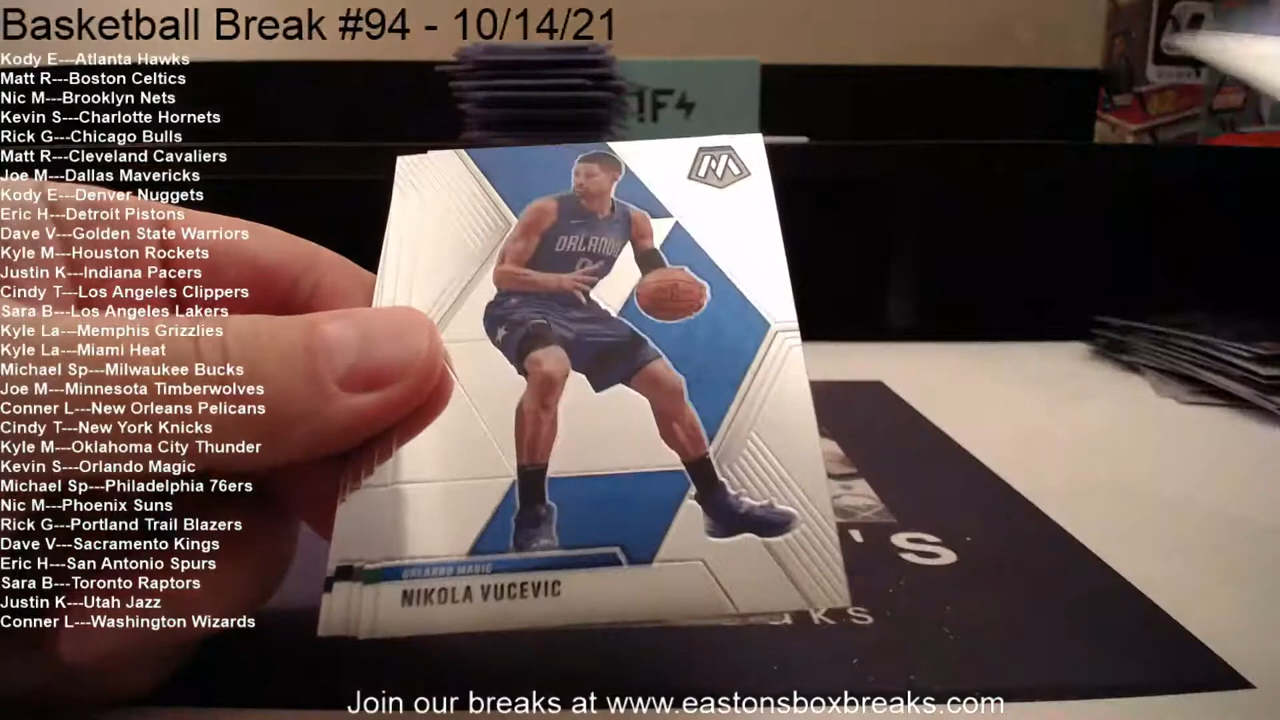 Basketball Break #94 - 10/14/21
Kody E---Atlanta Hawks
Matt R---Boston Celtics
Nic M---Brooklyn Nets
Kevin S---Charlotte Hornets
Rick G---Chicago Bulls
Matt R---Cleveland Cavaliers
Joe M---Dallas Mavericks
Kody E---Denver Nuggets
Eric H---Detroit Pistons
Dave V---Golden State Warriors
Kyle M---Houston Rockets
Justin K---Indiana Pacers
Cindy T---Los Angeles Clippers
Sara B---Los Angeles Lakers
Kyle La---Memphis Grizzlies
Kyle La---Miami Heat
Michael Sp---Milwaukee Bucks
Joe M---Minnesota Timberwolves
Conner L---New Orleans Pelicans
Cindy T---New York Knicks
Kyle M---Oklahoma City Thunder
Kevin S---Orlando Magic
Michael Sp---Philadelphia 76ers
Nic M---Phoenix Suns
Rick G---Portland Trail Blazers
Dave V---Sacramento Kings
Eric H---San Antonio Spurs
Sara B---Toronto Raptors
Justin K---Utah Jazz
Conner L---Washington Wizards
M
ORLANDO
ORLANDO MAGIC
NIKOLA VUCEVIC
'S
Join our breaks at www.eastonsboxbreaks.com